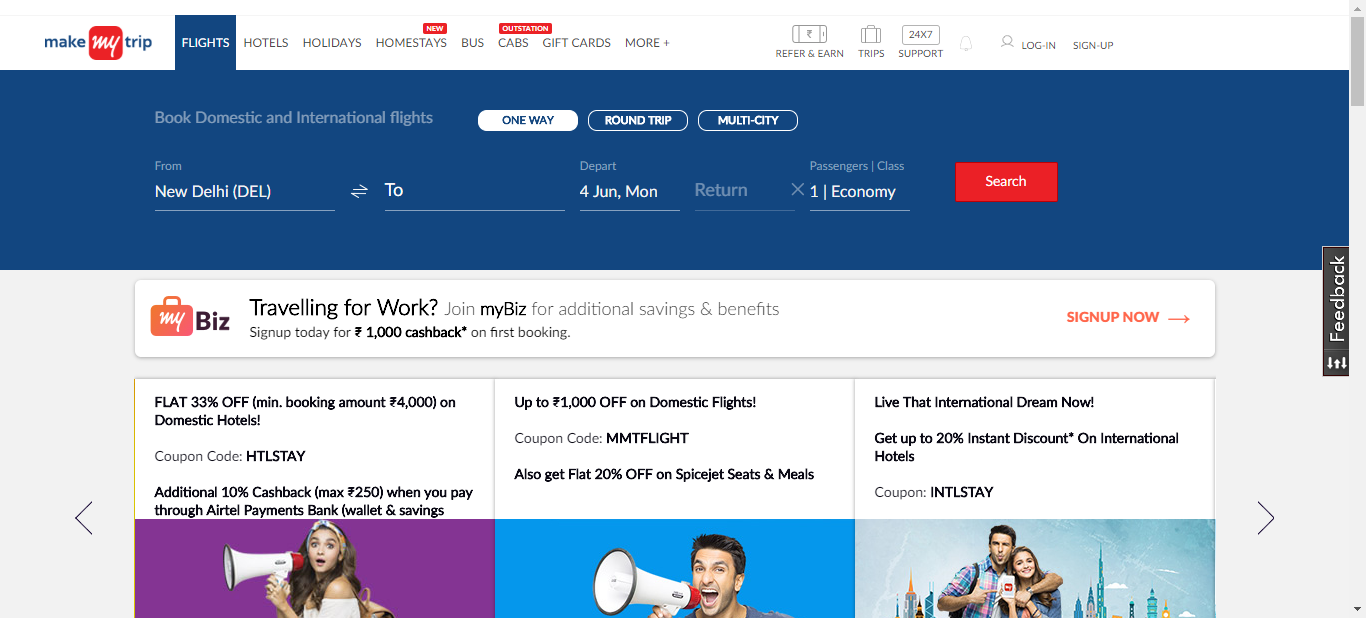 make my trip
FLIGHTS
HOTELS
HOLIDAYS
NEW
HOMESTAYS
BUS
OUTSTATION
CABS
GIFT CARDS
MORE +
₹
REFER & EARN
TRIPS
24X7
SUPPORT
LOG-IN
SIGN-UP
Book Domestic and International flights
ONE WAY
ROUND TRIP
MULTI-CITY
From
New Delhi (DEL)
To
Depart
4 Jun, Mon
Return
Passengers | Class
1 | Economy
Search
Feedback
my Biz
Travelling for Work? Join myBiz for additional savings & benefits
Signup today for ₹ 1,000 cashback* on first booking.
SIGNUP NOW
FLAT 33% OFF (min. booking amount ₹4,000) on
Domestic Hotels!
Coupon Code: HTLSTAY
Additional 10% Cashback (max ₹250) when you pay
through Airtel Payments Bank (wallet & savings
Up to ₹1,000 OFF on Domestic Flights!
Coupon Code: MMTFLIGHT
Also get Flat 20% OFF on Spicejet Seats & Meals
Live That International Dream Now!
Get up to 20% Instant Discount* On International
Hotels
Coupon: INTLSTAY
my